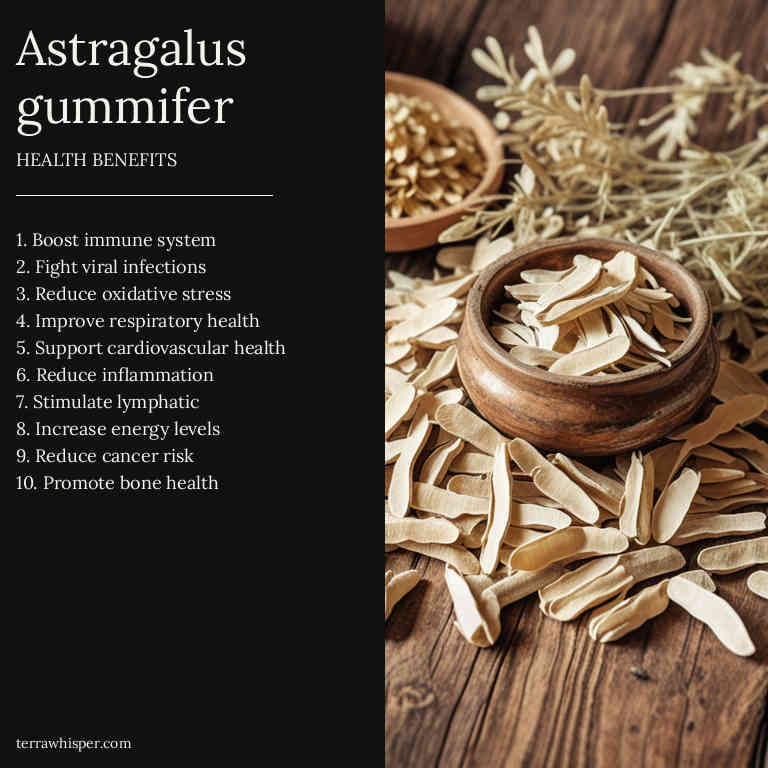 Astragalus
gummifer
HEALTH BENEFITS
1. Boost immune system
2. Fight viral infections
3. Reduce oxidative stress
4. Improve respiratory health
5. Support cardiovascular health
6. Reduce inflammation
7. Stimulate lymphatic
8. Increase energy levels
9. Reduce cancer risk
10. Promote bone health
terrawhisper.com